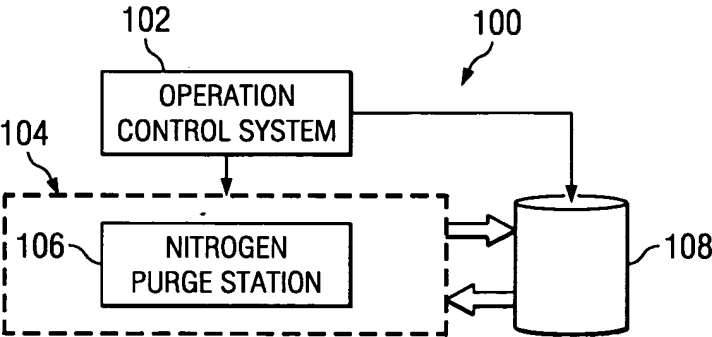 102
100
OPERATION
CONTROL SYSTEM
104
106
NITROGEN
PURGE STATION
108